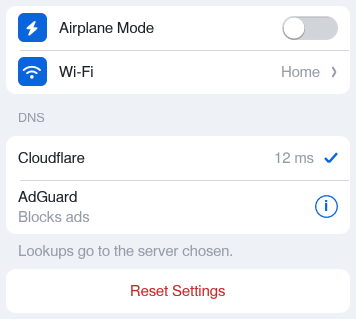 Airplane Mode
Wi-Fi Home
DNS
Cloudflare 12 ms
AdGuard
Blocks ads
Lookups go to the server chosen.
Reset Settings